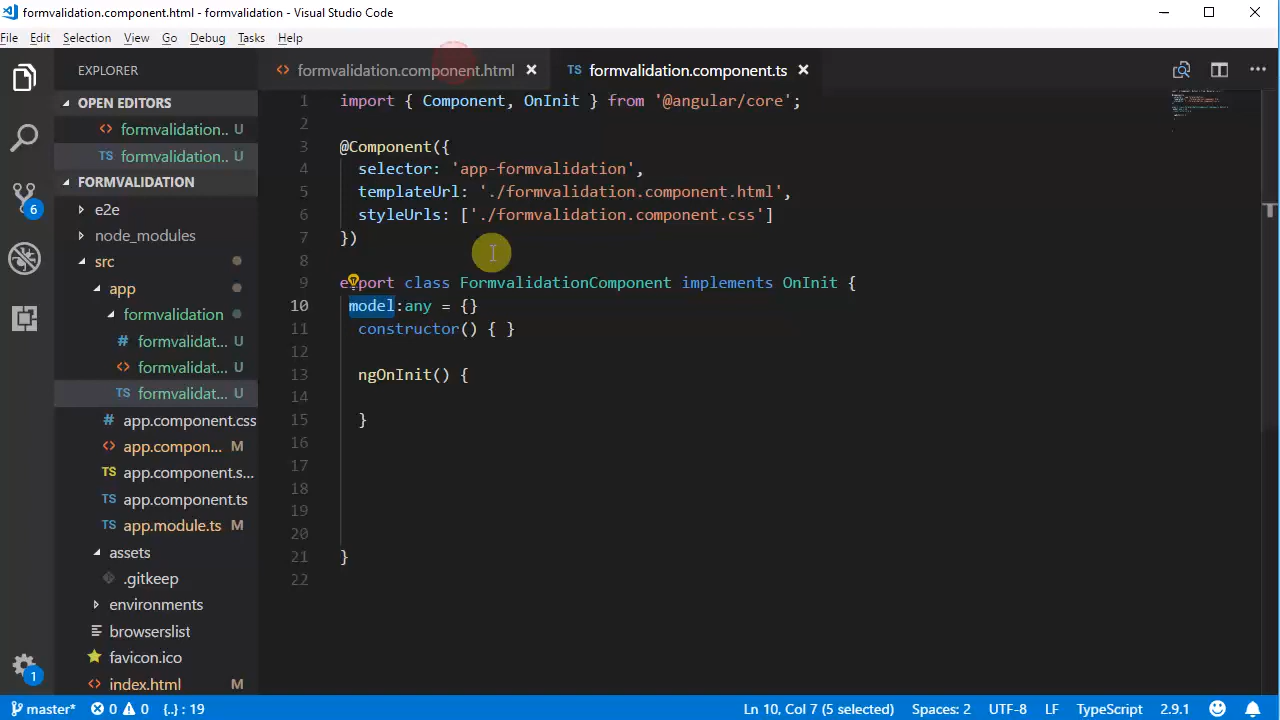 formvalidation.component.html - formvalidation - Visual Studio Code
File Edit Selection View Go Debug Tasks Help
EXPLORER
formvalidation.component.html
TS formvalidation.component.ts
OPEN EDITORS
formvalidation.. U
TS formvalidation.. U
FORMVALIDATION
e2e
node_modules
src
app
formvalidation
# formvalidat... U
formvalidat... U
TS formvalidat... U
# app.component.css
app.compon... M
TS app.component.s...
TS app.component.ts
TS app.module.ts M
assets
.gitkeep
environments
browserslist
favicon.ico
index.html M
6
1
1 import { Component, OnInit } from '@angular/core';
2
3 @Component({
4 selector: 'app-formvalidation',
5 templateUrl: './formvalidation.component.html',
6 styleUrls: ['./formvalidation.component.css']
7 })
8
9 export class FormvalidationComponent implements OnInit {
10 model:any = {}
11 constructor() { }
12
13 ngOnInit() {
14
15 }
16
17
18
19
20
21 }
22
master* 0 0 {..} : 19
Ln 10, Col 7 (5 selected) Spaces: 2 UTF-8 LF TypeScript 2.9.1